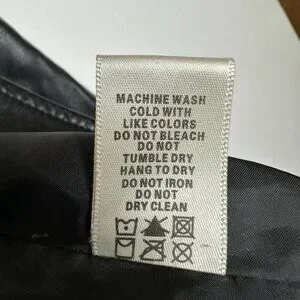 MACHINE WASH
COLD WITH
LIKE COLORS
DO NOT BLEACH
DO NOT
TUMBLE DRY
HANG TO DRY
DO NOT IRON
DO NOT
DRY CLEAN